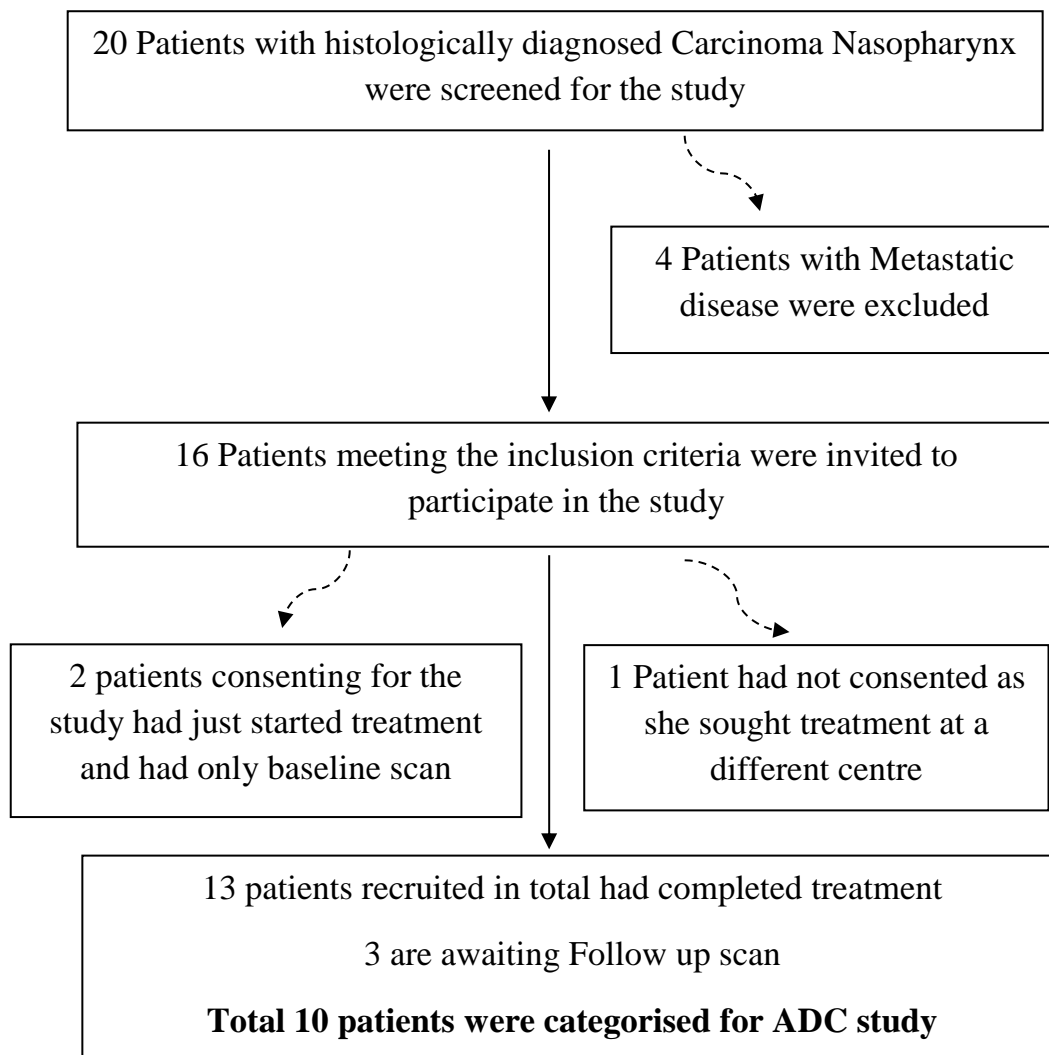 20 Patients with histologically diagnosed Carcinoma Nasopharynx
were screened for the study
4 Patients with Metastatic
disease were excluded
16 Patients meeting the inclusion criteria were invited to
participate in the study
2 patients consenting for the
study had just started treatment
and had only baseline scan
1 Patient had not consented as
she sought treatment at a
different centre
13 patients recruited in total had completed treatment
3 are awaiting Follow up scan
Total 10 patients were categorised for ADC study